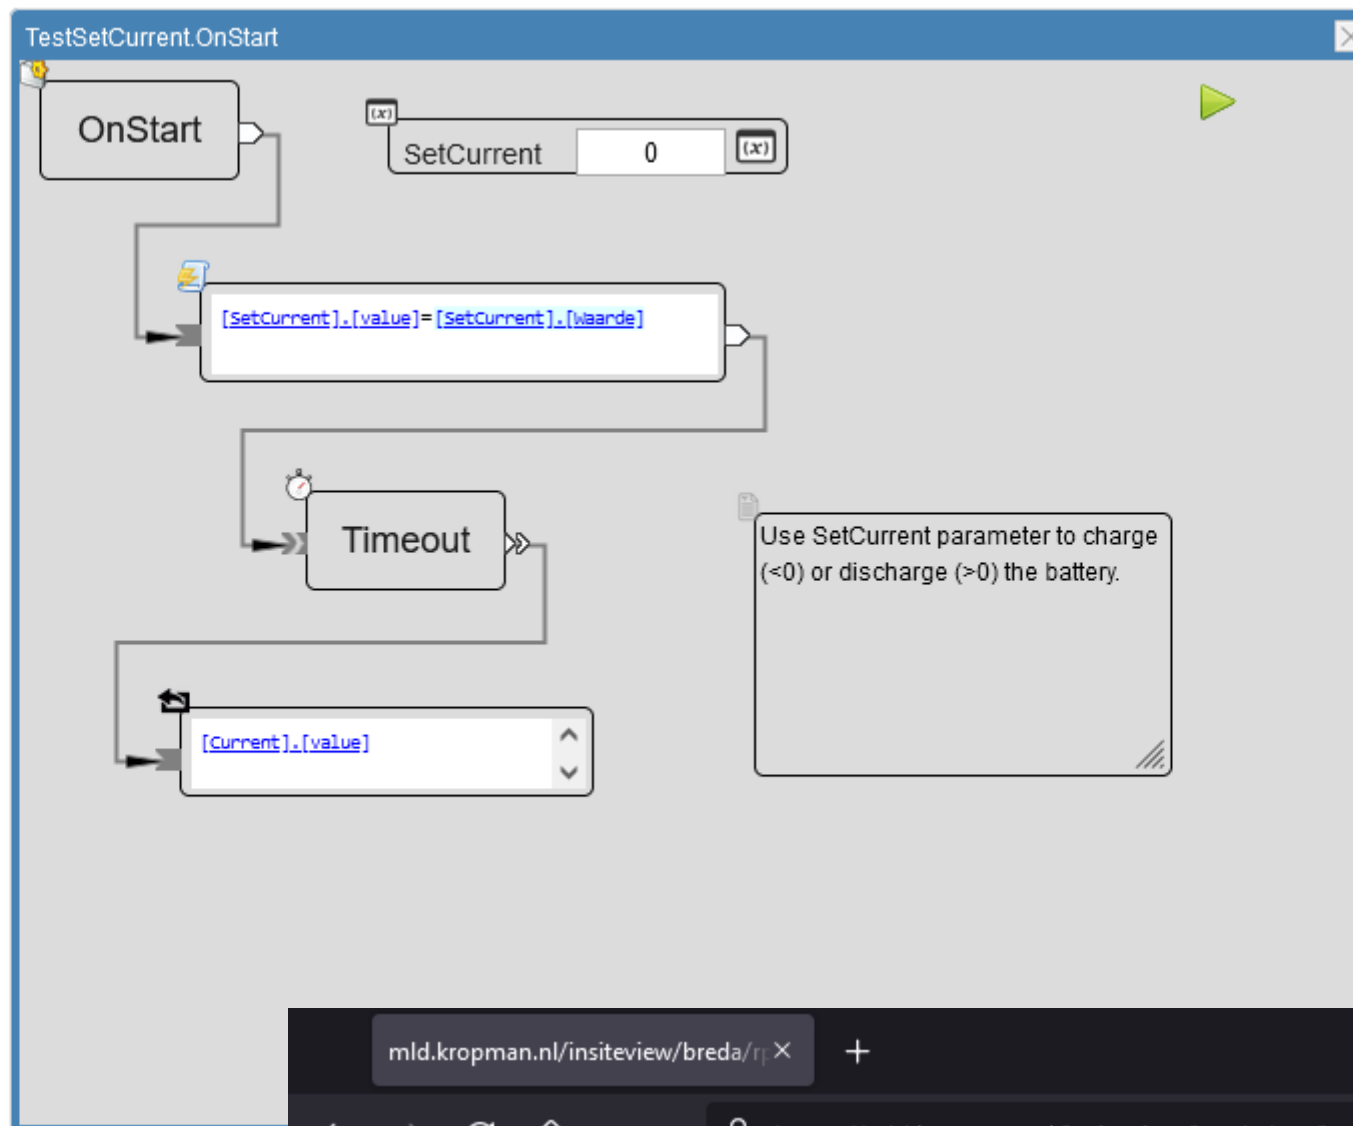 TestSetCurrent.OnStart
OnStart
(x)
SetCurrent 0 (x)
[SetCurrent].[value]=[SetCurrent].[Waarde]
Timeout
Use SetCurrent parameter to charge
(<0) or discharge (>0) the battery.
[Current].[value]
mld.kropman.nl/insiteview/breda/rp